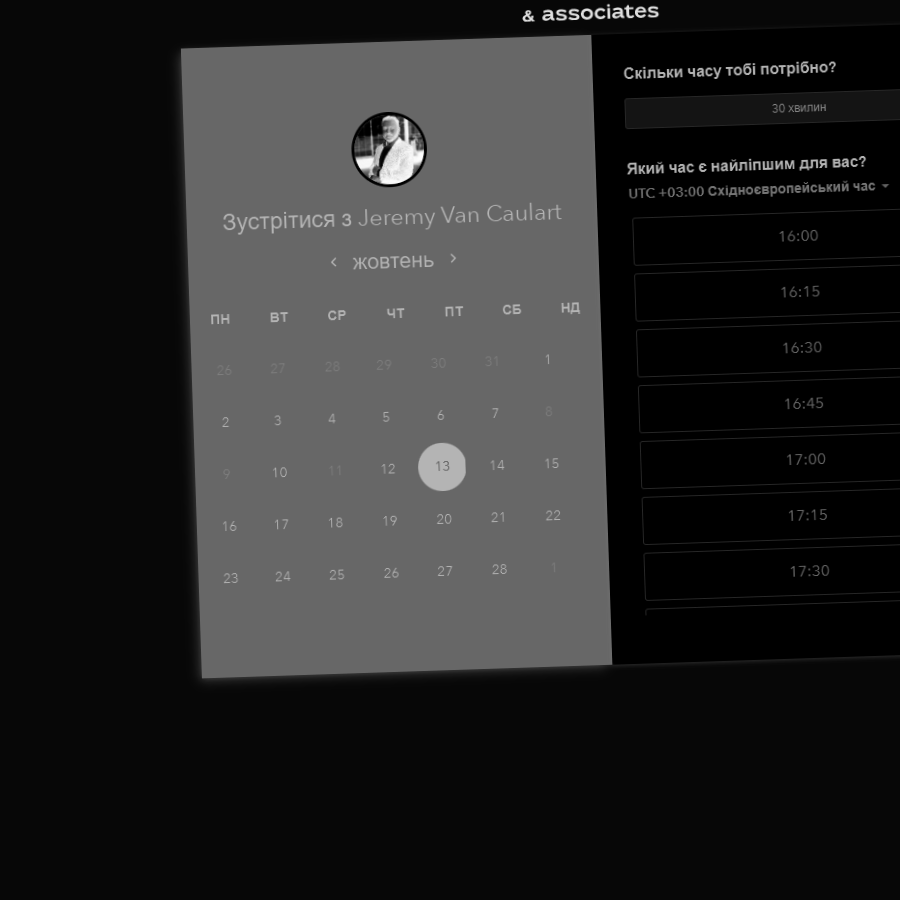 & associates
Зустрітися з Jeremy Van Caulart
‹ жовтень ›
ПН ВТ СР ЧТ ПТ СБ НД
26 27 28 29 30 31 1
2 3 4 5 6 7 8
9 10 11 12 13 14 15
16 17 18 19 20 21 22
23 24 25 26 27 28 1
Скільки часу тобі потрібно?
30 хвилин
Який час є найліпшим для вас?
UTC +03:00 Східноєвропейський час
16:00
16:15
16:30
16:45
17:00
17:15
17:30